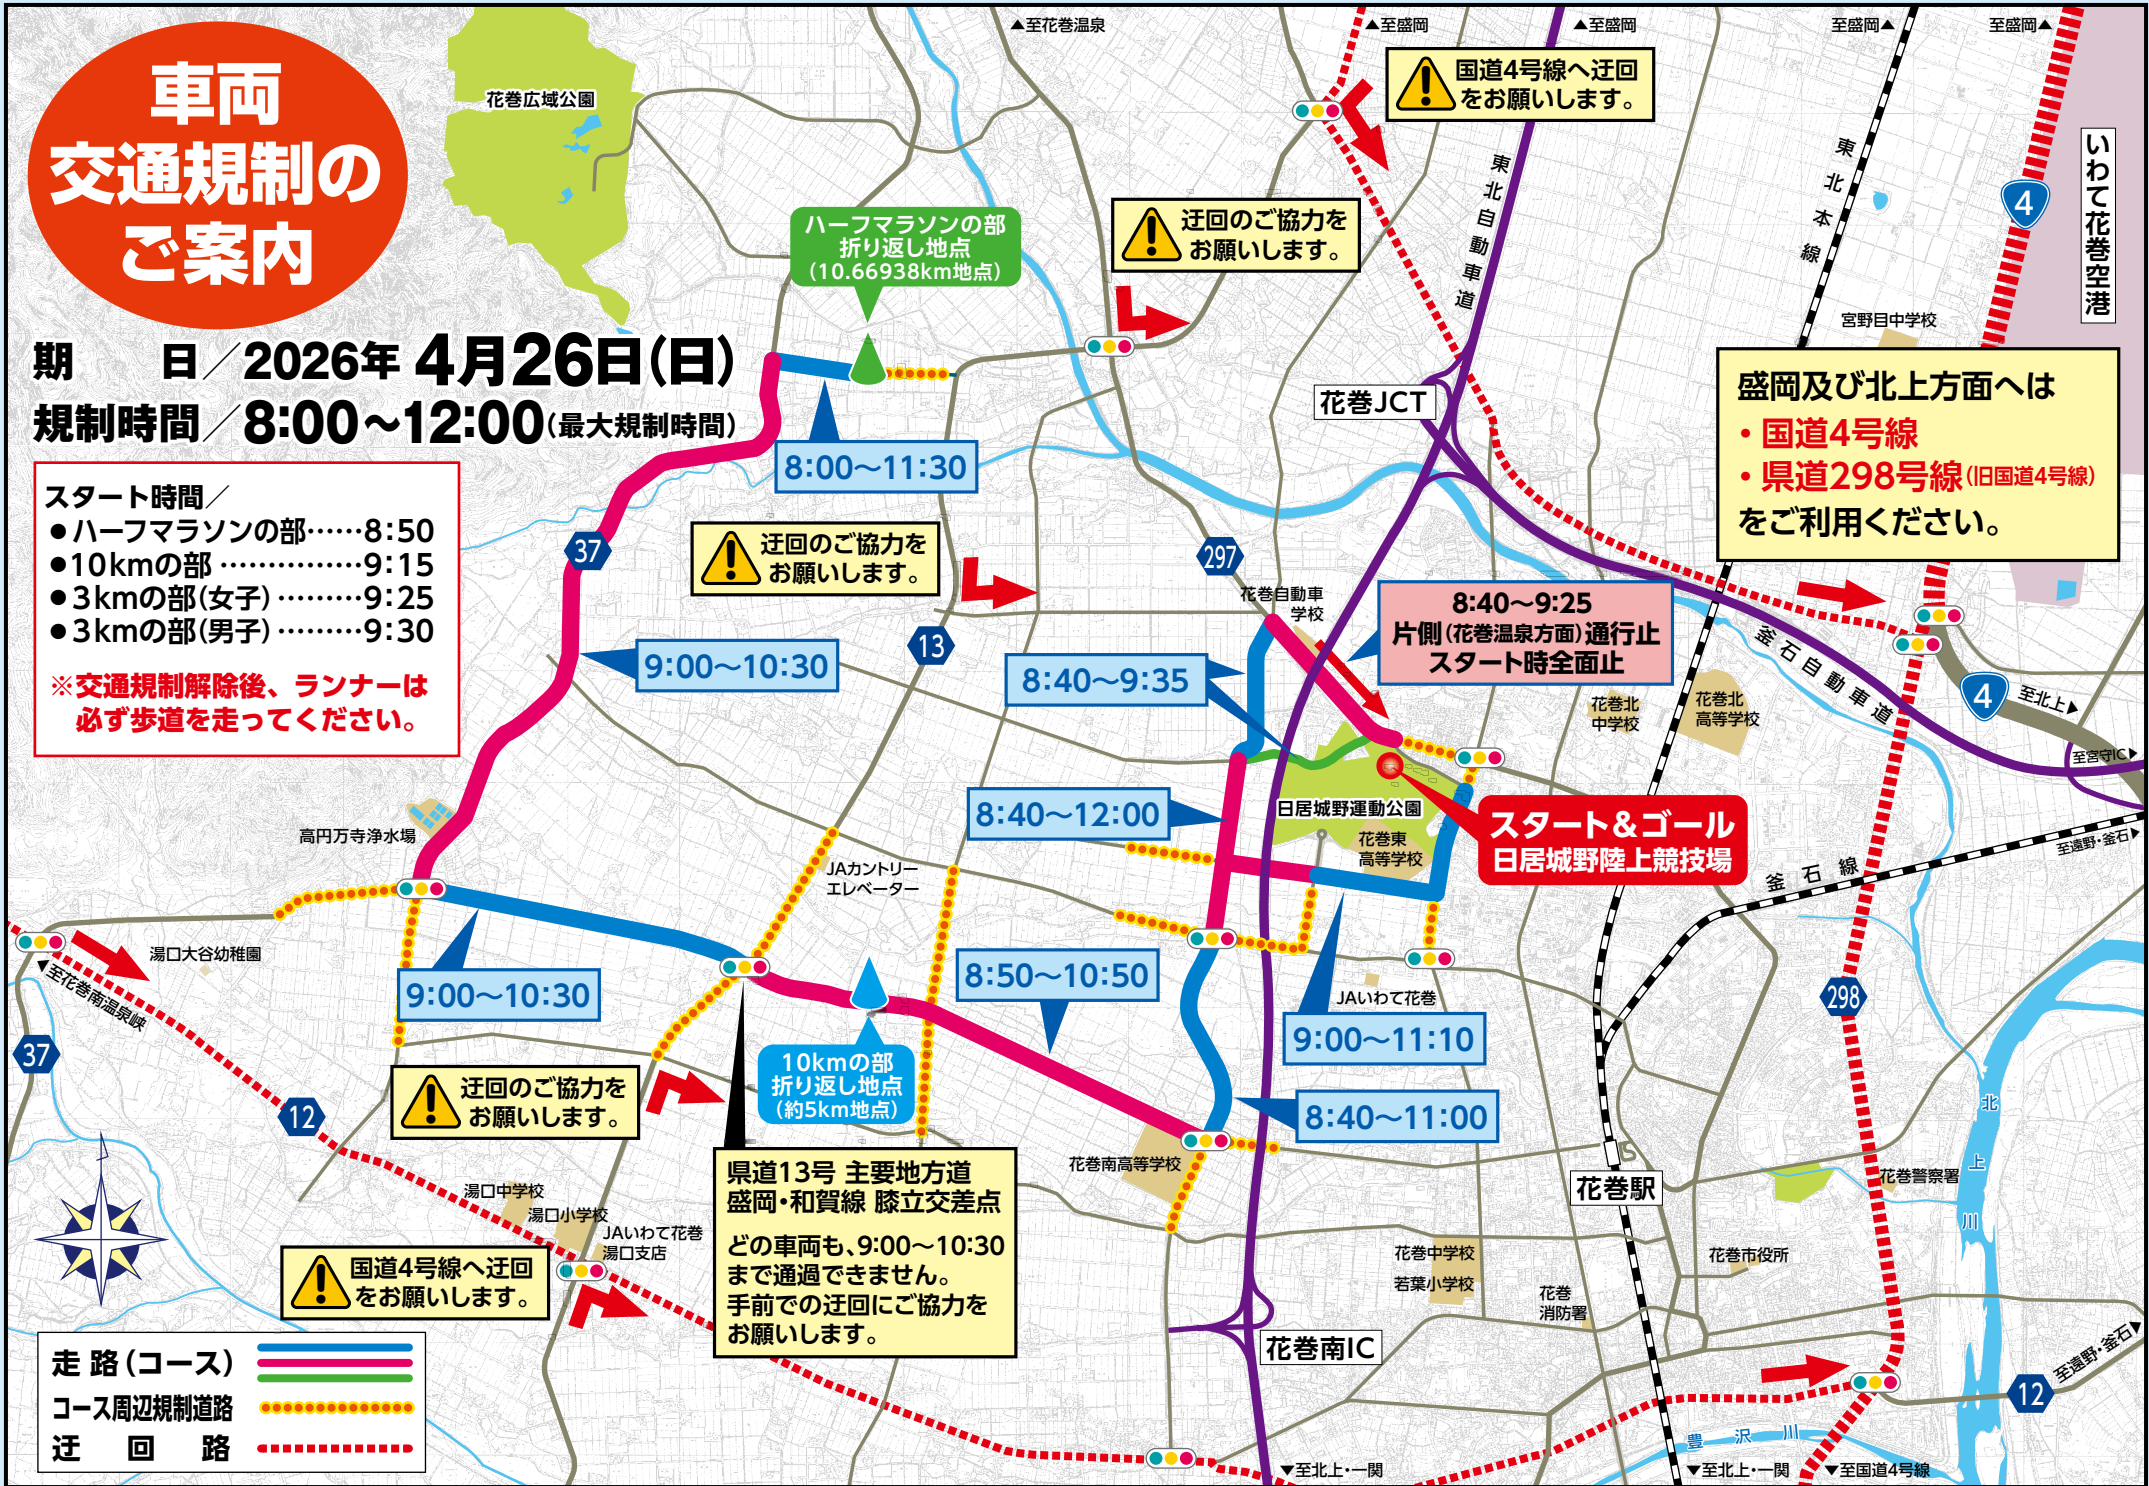 車両
交通規制の
ご案内
期　　日／2026年 4月26日(日)
規制時間／8:00～12:00(最大規制時間)
スタート時間／
●ハーフマラソンの部……8:50
●10kmの部……………9:15
●3kmの部(女子)………9:25
●3kmの部(男子)………9:30
※交通規制解除後、ランナーは
必ず歩道を走ってください。
花巻広域公園
▲至花巻温泉
▲至盛岡
▲至盛岡
至盛岡▲
至盛岡▲
国道4号線へ迂回
をお願いします。
迂回のご協力を
お願いします。
ハーフマラソンの部
折り返し地点
(10.66938km地点)
東北自動車道
東北本線
4
いわて花巻空港
宮野目中学校
盛岡及び北上方面へは
・国道4号線
・県道298号線(旧国道4号線)
をご利用ください。
花巻JCT
8:00～11:30
37
迂回のご協力を
お願いします。
297
花巻自動車
学校
8:40～9:25
片側(花巻温泉方面)通行止
スタート時全面止
13
9:00～10:30
8:40～9:35
釜石自動車道
花巻北
中学校
花巻北
高等学校
4
至北上▶
至宮守IC▶
高円万寺浄水場
8:40～12:00
日居城野運動公園
花巻東
高等学校
スタート＆ゴール
日居城野陸上競技場
至遠野・釜石▶
釜石線
JAカントリー
エレベーター
湯口大谷幼稚園
▼至花巻南温泉峡
9:00～10:30
8:50～10:50
JAいわて花巻
298
37
12
9:00～11:10
10kmの部
折り返し地点
(約5km地点)
迂回のご協力を
お願いします。
8:40～11:00
北上川
花巻南高等学校
花巻駅
花巻警察署
県道13号 主要地方道
盛岡・和賀線 膝立交差点
どの車両も、9:00～10:30
まで通過できません。
手前での迂回にご協力を
お願いします。
湯口中学校
湯口小学校
JAいわて花巻
湯口支店
国道4号線へ迂回
をお願いします。
花巻中学校
若葉小学校
花巻
消防署
花巻市役所
花巻南IC
至遠野・釜石▶
12
豊沢川
▼至北上・一関
▼至北上・一関
▼至国道4号線
走路(コース)
コース周辺規制道路
迂回路